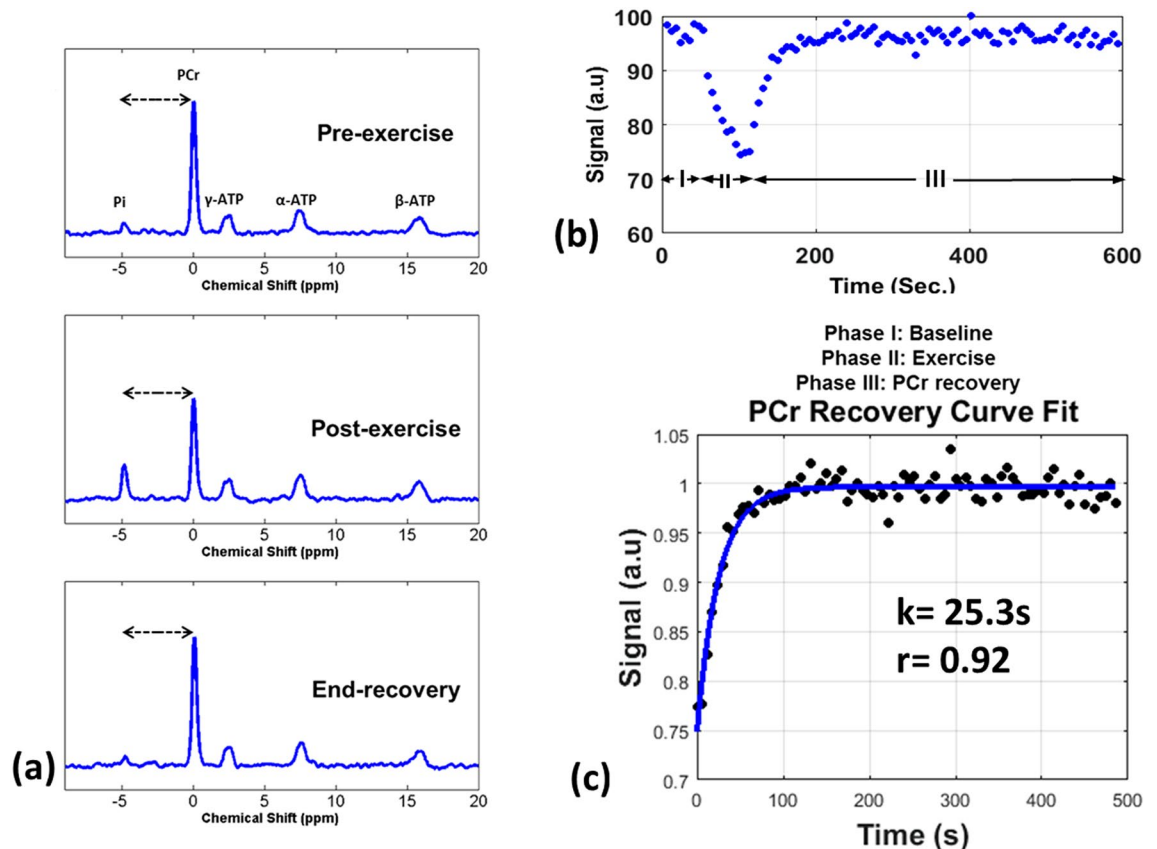 PCr
Pre-exercise
Pi
γ-ATP
α-ATP
β-ATP
-5 0 5 10 15 20
Chemical Shift (ppm)
Post-exercise
-5 0 5 10 15 20
Chemical Shift (ppm)
End-recovery
-5 0 5 10 15 20
Chemical Shift (ppm)
(a)
100
90
80
70
60
Signal (a.u)
I
II
III
0 200 400 600
Time (Sec.)
(b)
Phase I: Baseline
Phase II: Exercise
Phase III: PCr recovery
PCr Recovery Curve Fit
1.05
1
0.95
0.9
0.85
0.8
0.75
0.7
Signal (a.u)
k= 25.3s
r= 0.92
0 100 200 300 400 500
Time (s)
(c)